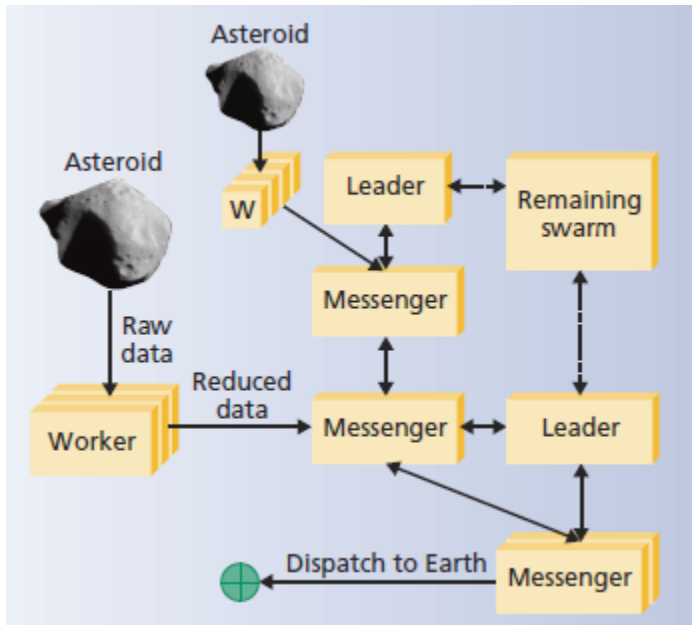 Asteroid
Asteroid
W
Leader
Remaining
swarm
Messenger
Raw
data
Reduced
data
Worker
Messenger
Leader
Dispatch to Earth
Messenger